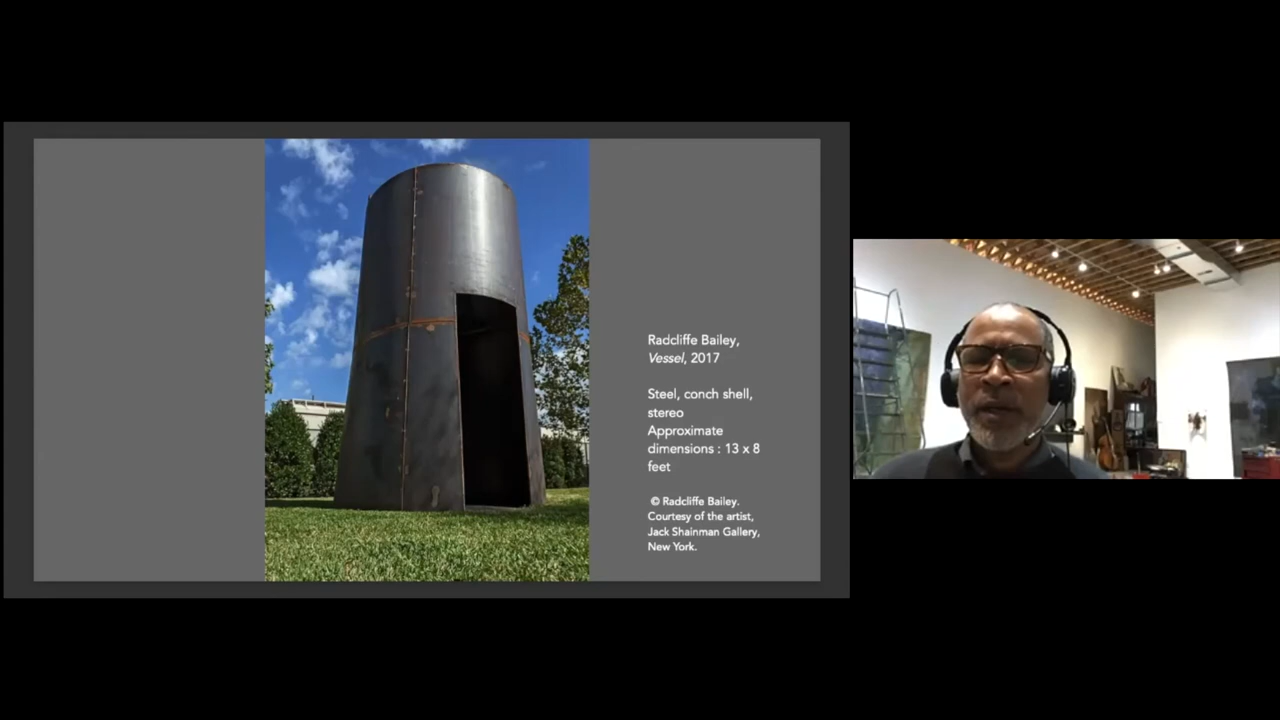 Radcliffe Bailey,
Vessel, 2017
Steel, conch shell,
stereo
Approximate
dimensions : 13 x 8
feet
© Radcliffe Bailey.
Courtesy of the artist,
Jack Shainman Gallery,
New York.